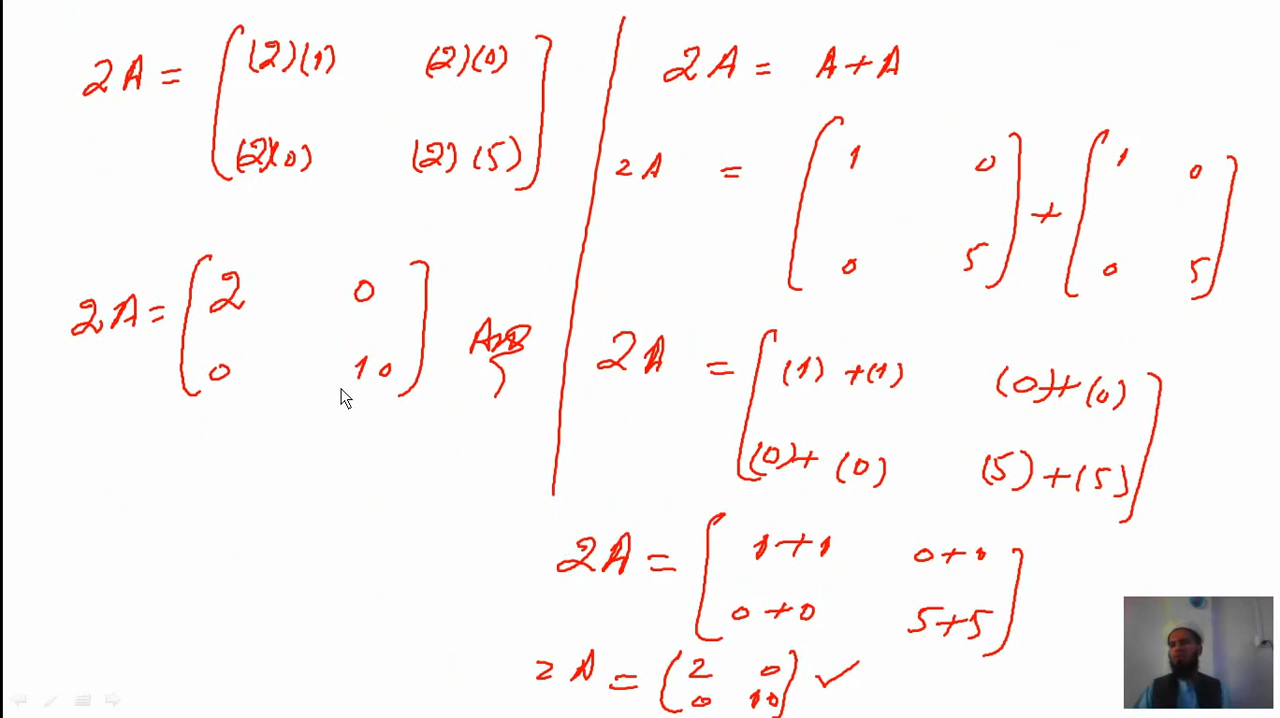 2A = [ (2)(1) (2)(0)
(2)(0) (2)(5) ]
2A = [ 2 0
0 10 ] Ans
2A = A + A
2A = [ 1 0
0 5 ] + [ 1 0
0 5 ]
2A = [ (1) + (1) (0) + (0)
(0) + (0) (5) + (5) ]
2A = [ 1+1 0+
0+0 5+5 ]
2A = [ 2 0
0 10 ] ✓